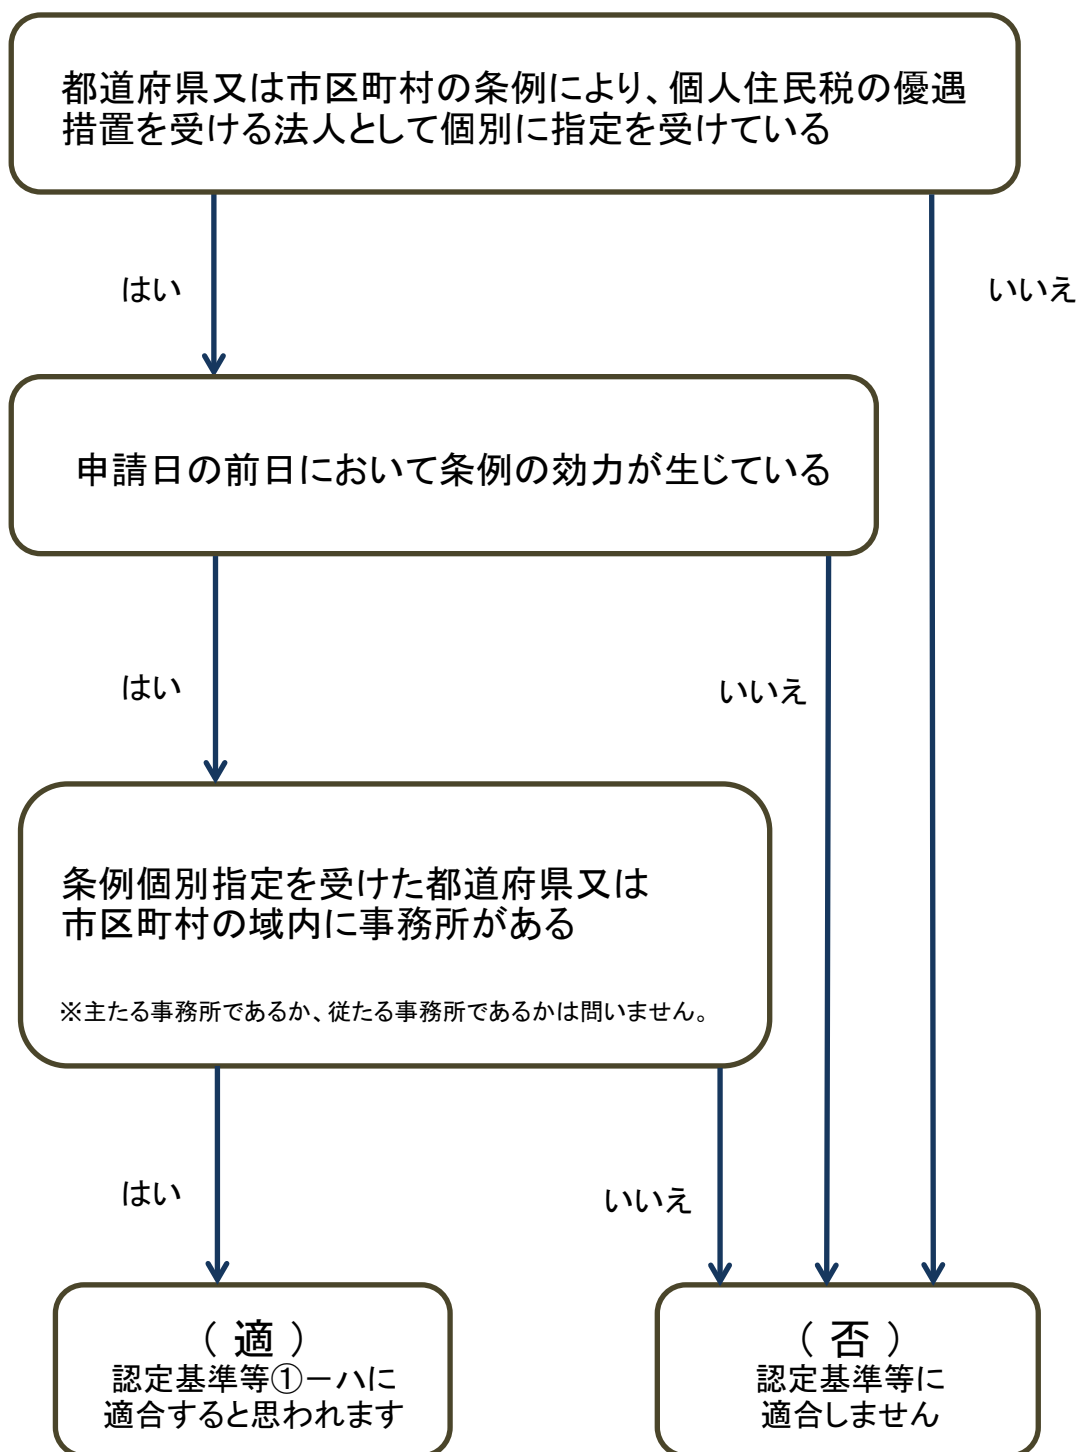 都道府県又は市区町村の条例により、個人住民税の優遇
措置を受ける法人として個別に指定を受けている
はい
いいえ
申請日の前日において条例の効力が生じている
はい
いいえ
条例個別指定を受けた都道府県又は
市区町村の域内に事務所がある
※主たる事務所であるか、従たる事務所であるかは問いません。
はい
いいえ
（ 適 ）
認定基準等①－ハに
適合すると思われます
（ 否 ）
認定基準等に
適合しません